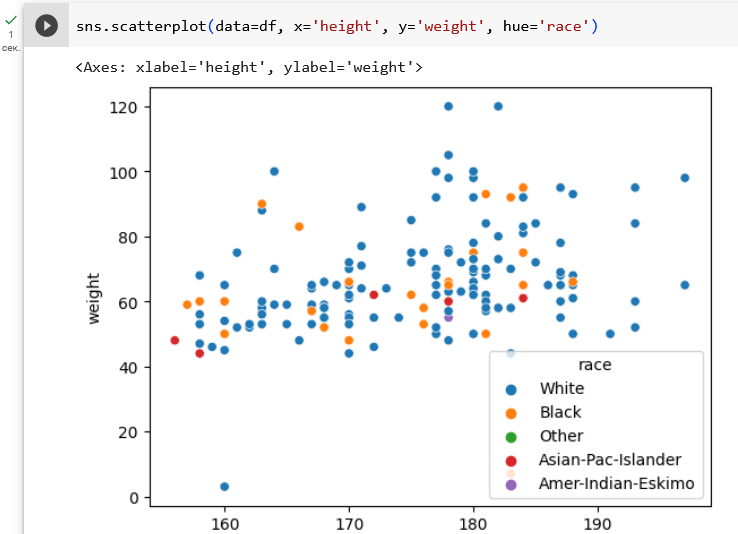 sns.scatterplot(data=df, x='height', y='weight', hue='race')
1
сек.
<Axes: xlabel='height', ylabel='weight'>
120
100
80
60
40
20
0
weight
160
170
180
190
race
White
Black
Other
Asian-Pac-Islander
Amer-Indian-Eskimo